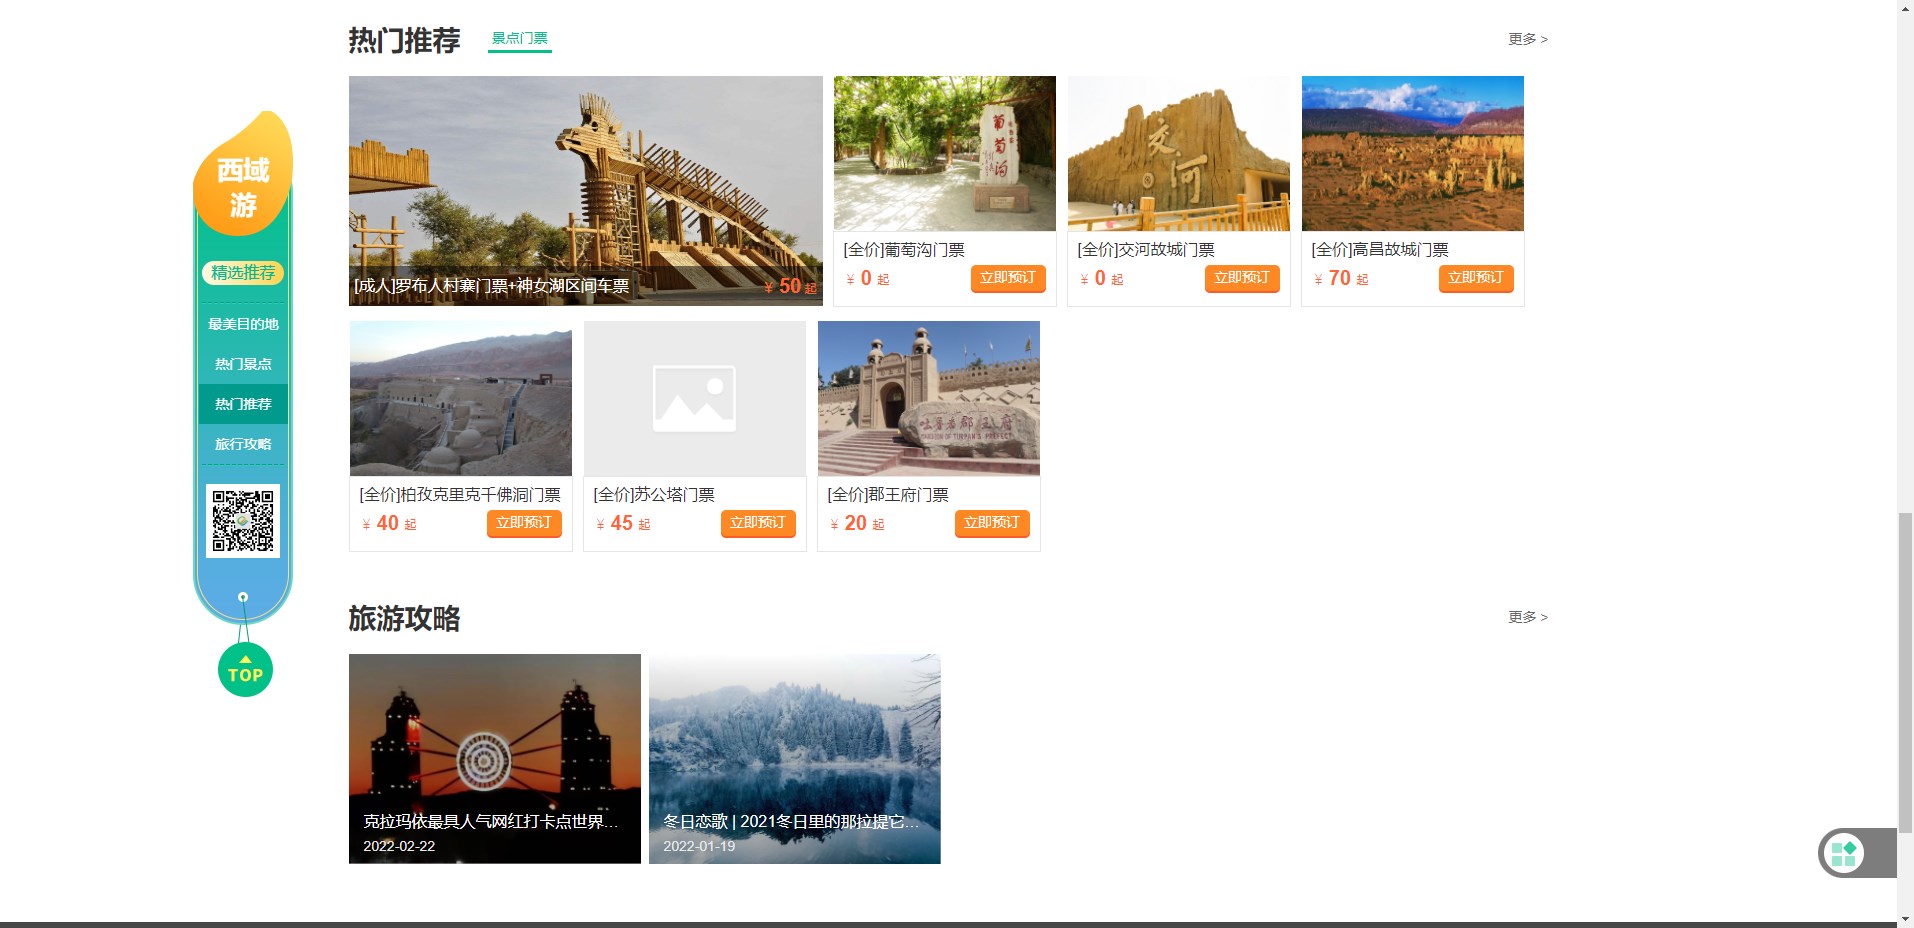 热门推荐
景点门票
更多 >
西域
游
精选推荐
最美目的地
热门景点
热门推荐
旅行攻略
TOP
葡萄沟
交河
[成人]罗布人村寨门票+神女湖区间车票
¥ 50 起
[全价]葡萄沟门票
¥ 0 起
立即预订
[全价]交河故城门票
¥ 0 起
立即预订
[全价]高昌故城门票
¥ 70 起
立即预订
吐鲁番郡王府
[全价]柏孜克里克千佛洞门票
¥ 40 起
立即预订
[全价]苏公塔门票
¥ 45 起
立即预订
[全价]郡王府门票
¥ 20 起
立即预订
旅游攻略
更多 >
克拉玛依最具人气网红打卡点世界...
2022-02-22
冬日恋歌 | 2021冬日里的那拉提它...
2022-01-19